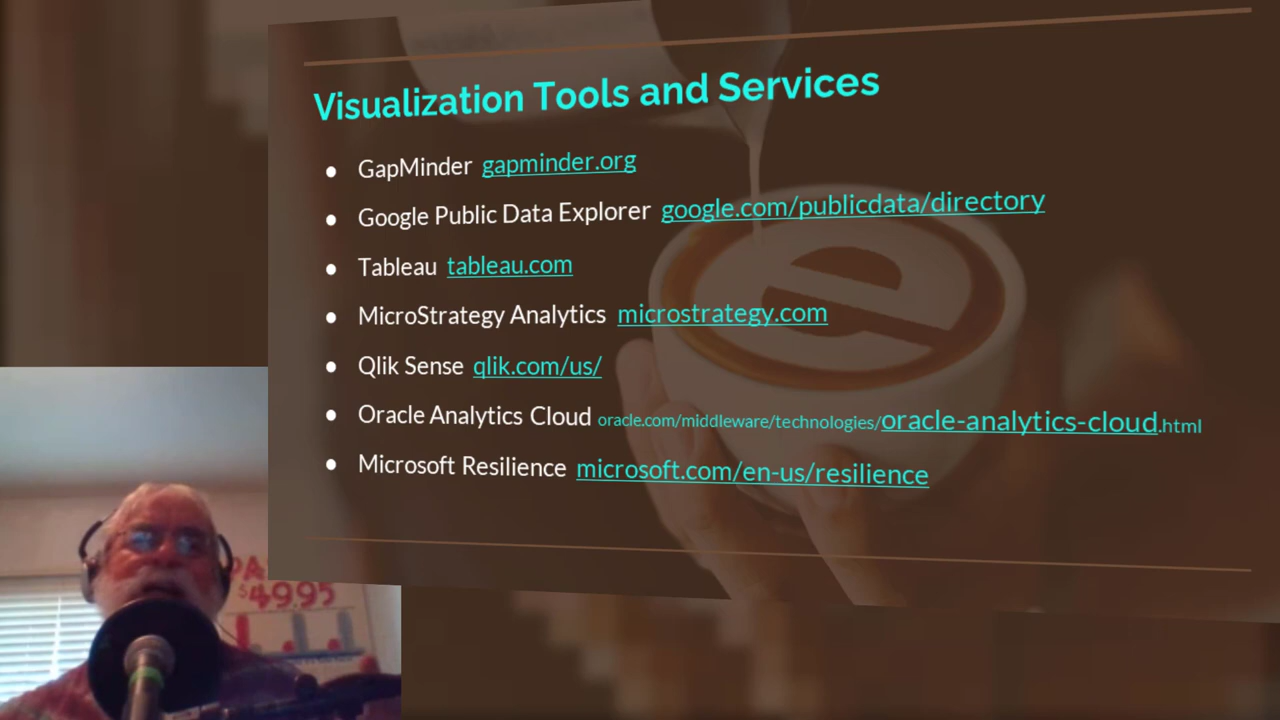 Visualization Tools and Services
GapMinder gapminder.org
Google Public Data Explorer google.com/publicdata/directory
Tableau tableau.com
MicroStrategy Analytics microstrategy.com
Qlik Sense qlik.com/us/
Oracle Analytics Cloud oracle.com/middleware/technologies/oracle-analytics-cloud.html
Microsoft Resilience microsoft.com/en-us/resilience
$49.95